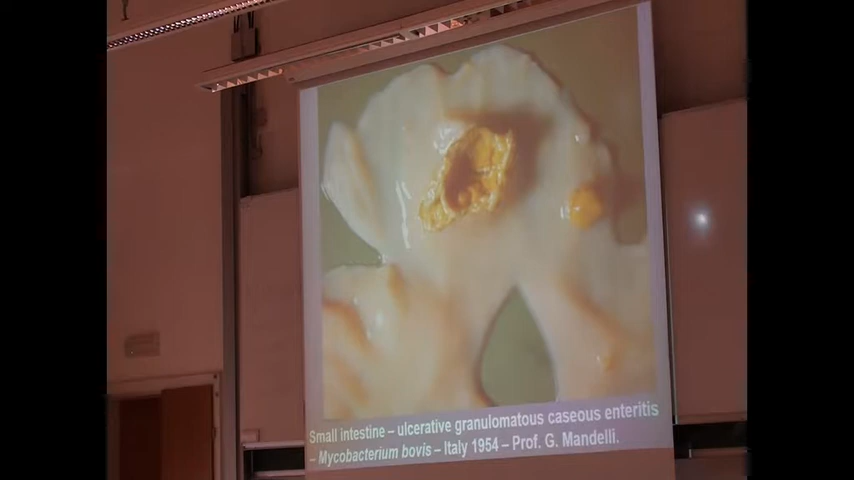 Small intestine – ulcerative granulomatous caseous enteritis
– Mycobacterium bovis – Italy 1954 – Prof. G. Mandelli.